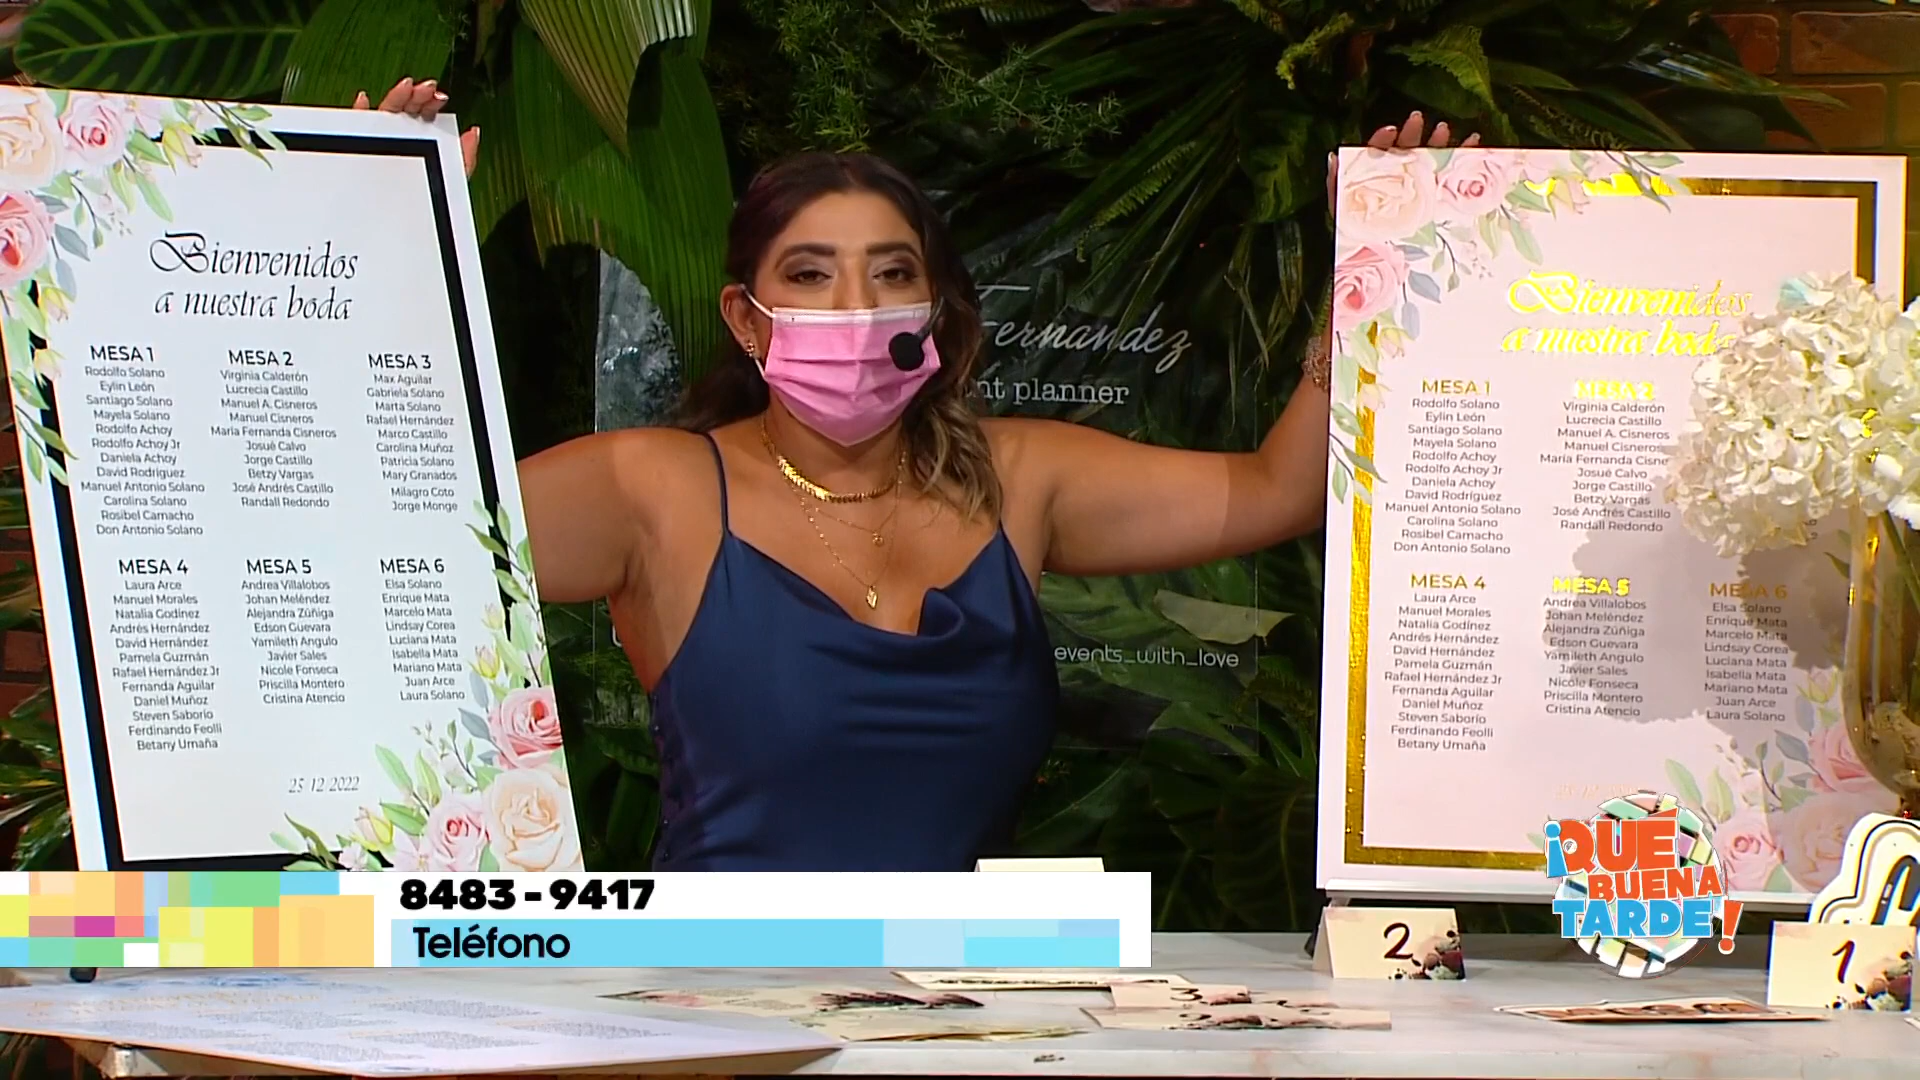 Bienvenidos
a nuestra boda
MESA 1
Rodolfo Solano
Eylin León
Santiago Solano
Mayela Solano
Rodolfo Achoy
Rodolfo Achoy Jr
Daniela Achoy
David Rodríguez
Manuel Antonio Solano
Carolina Solano
Rosibel Camacho
Don Antonio Solano
MESA 2
Virginia Calderón
Lucrecia Castillo
Manuel A. Cisneros
Manuel Cisneros
María Fernanda Cisneros
Josué Calvo
Jorge Castillo
Betzy Vargas
José Andrés Castillo
Randall Redondo
MESA 3
Max Aguilar
Gabriela Solano
Marta Solano
Rafael Hernández
Marco Castillo
Carolina Muñoz
Patricia Solano
Mary Granados
Milagro Coto
Jorge Monge
MESA 4
Laura Arce
Manuel Morales
Natalia Godínez
Andrés Hernández
David Hernández
Pamela Guzmán
Rafael Hernández Jr
Fernanda Aguilar
Daniel Muñoz
Steven Saborío
Ferdinando Feolli
Betany Umaña
MESA 5
Andrea Villalobos
Johan Meléndez
Alejandra Zúñiga
Edson Guevara
Yamileth Angulo
Javier Sales
Nicole Fonseca
Priscilla Montero
Cristina Atencio
MESA 6
Elsa Solano
Enrique Mata
Marcelo Mata
Lindsay Corea
Luciana Mata
Isabella Mata
Mariano Mata
Juan Arce
Laura Solano
25 12 2022
Fernandez
nt planner
events_with_love
Bienvenidos
a nuestra boda
MESA 1
Rodolfo Solano
Eylin León
Santiago Solano
Mayela Solano
Rodolfo Achoy
Rodolfo Achoy Jr
Daniela Achoy
David Rodríguez
Manuel Antonio Solano
Carolina Solano
Rosibel Camacho
Don Antonio Solano
MESA 2
Virginia Calderón
Lucrecia Castillo
Manuel A. Cisneros
Manuel Cisneros
María Fernanda Cisne
Josué Calvo
Jorge Castillo
Betzy Vargas
José Andrés Castillo
Randall Redondo
MESA 4
Laura Arce
Manuel Morales
Natalia Godínez
Andrés Hernández
David Hernández
Pamela Guzmán
Rafael Hernández Jr
Fernanda Aguilar
Daniel Muñoz
Steven Saborío
Ferdinando Feolli
Betany Umaña
MESA 5
Andrea Villalobos
Johan Meléndez
Alejandra Zúñiga
Edson Guevara
Yamileth Angulo
Javier Sales
Nicole Fonseca
Priscilla Montero
Cristina Atencio
MESA 6
Elsa Solano
Enrique Mata
Marcelo Mata
Lindsay Corea
Luciana Mata
Isabella Mata
Mariano Mata
Juan Arce
Laura Solano
8483 - 9417
Teléfono
¡QUÉ
BUENA
TARDE!
2
1
3